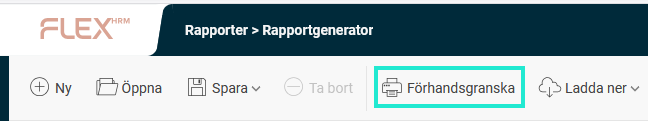 FLEX HRM
Rapporter > Rapportgenerator
Ny Öppna Spara Ta bort Förhandsgranska Ladda ner